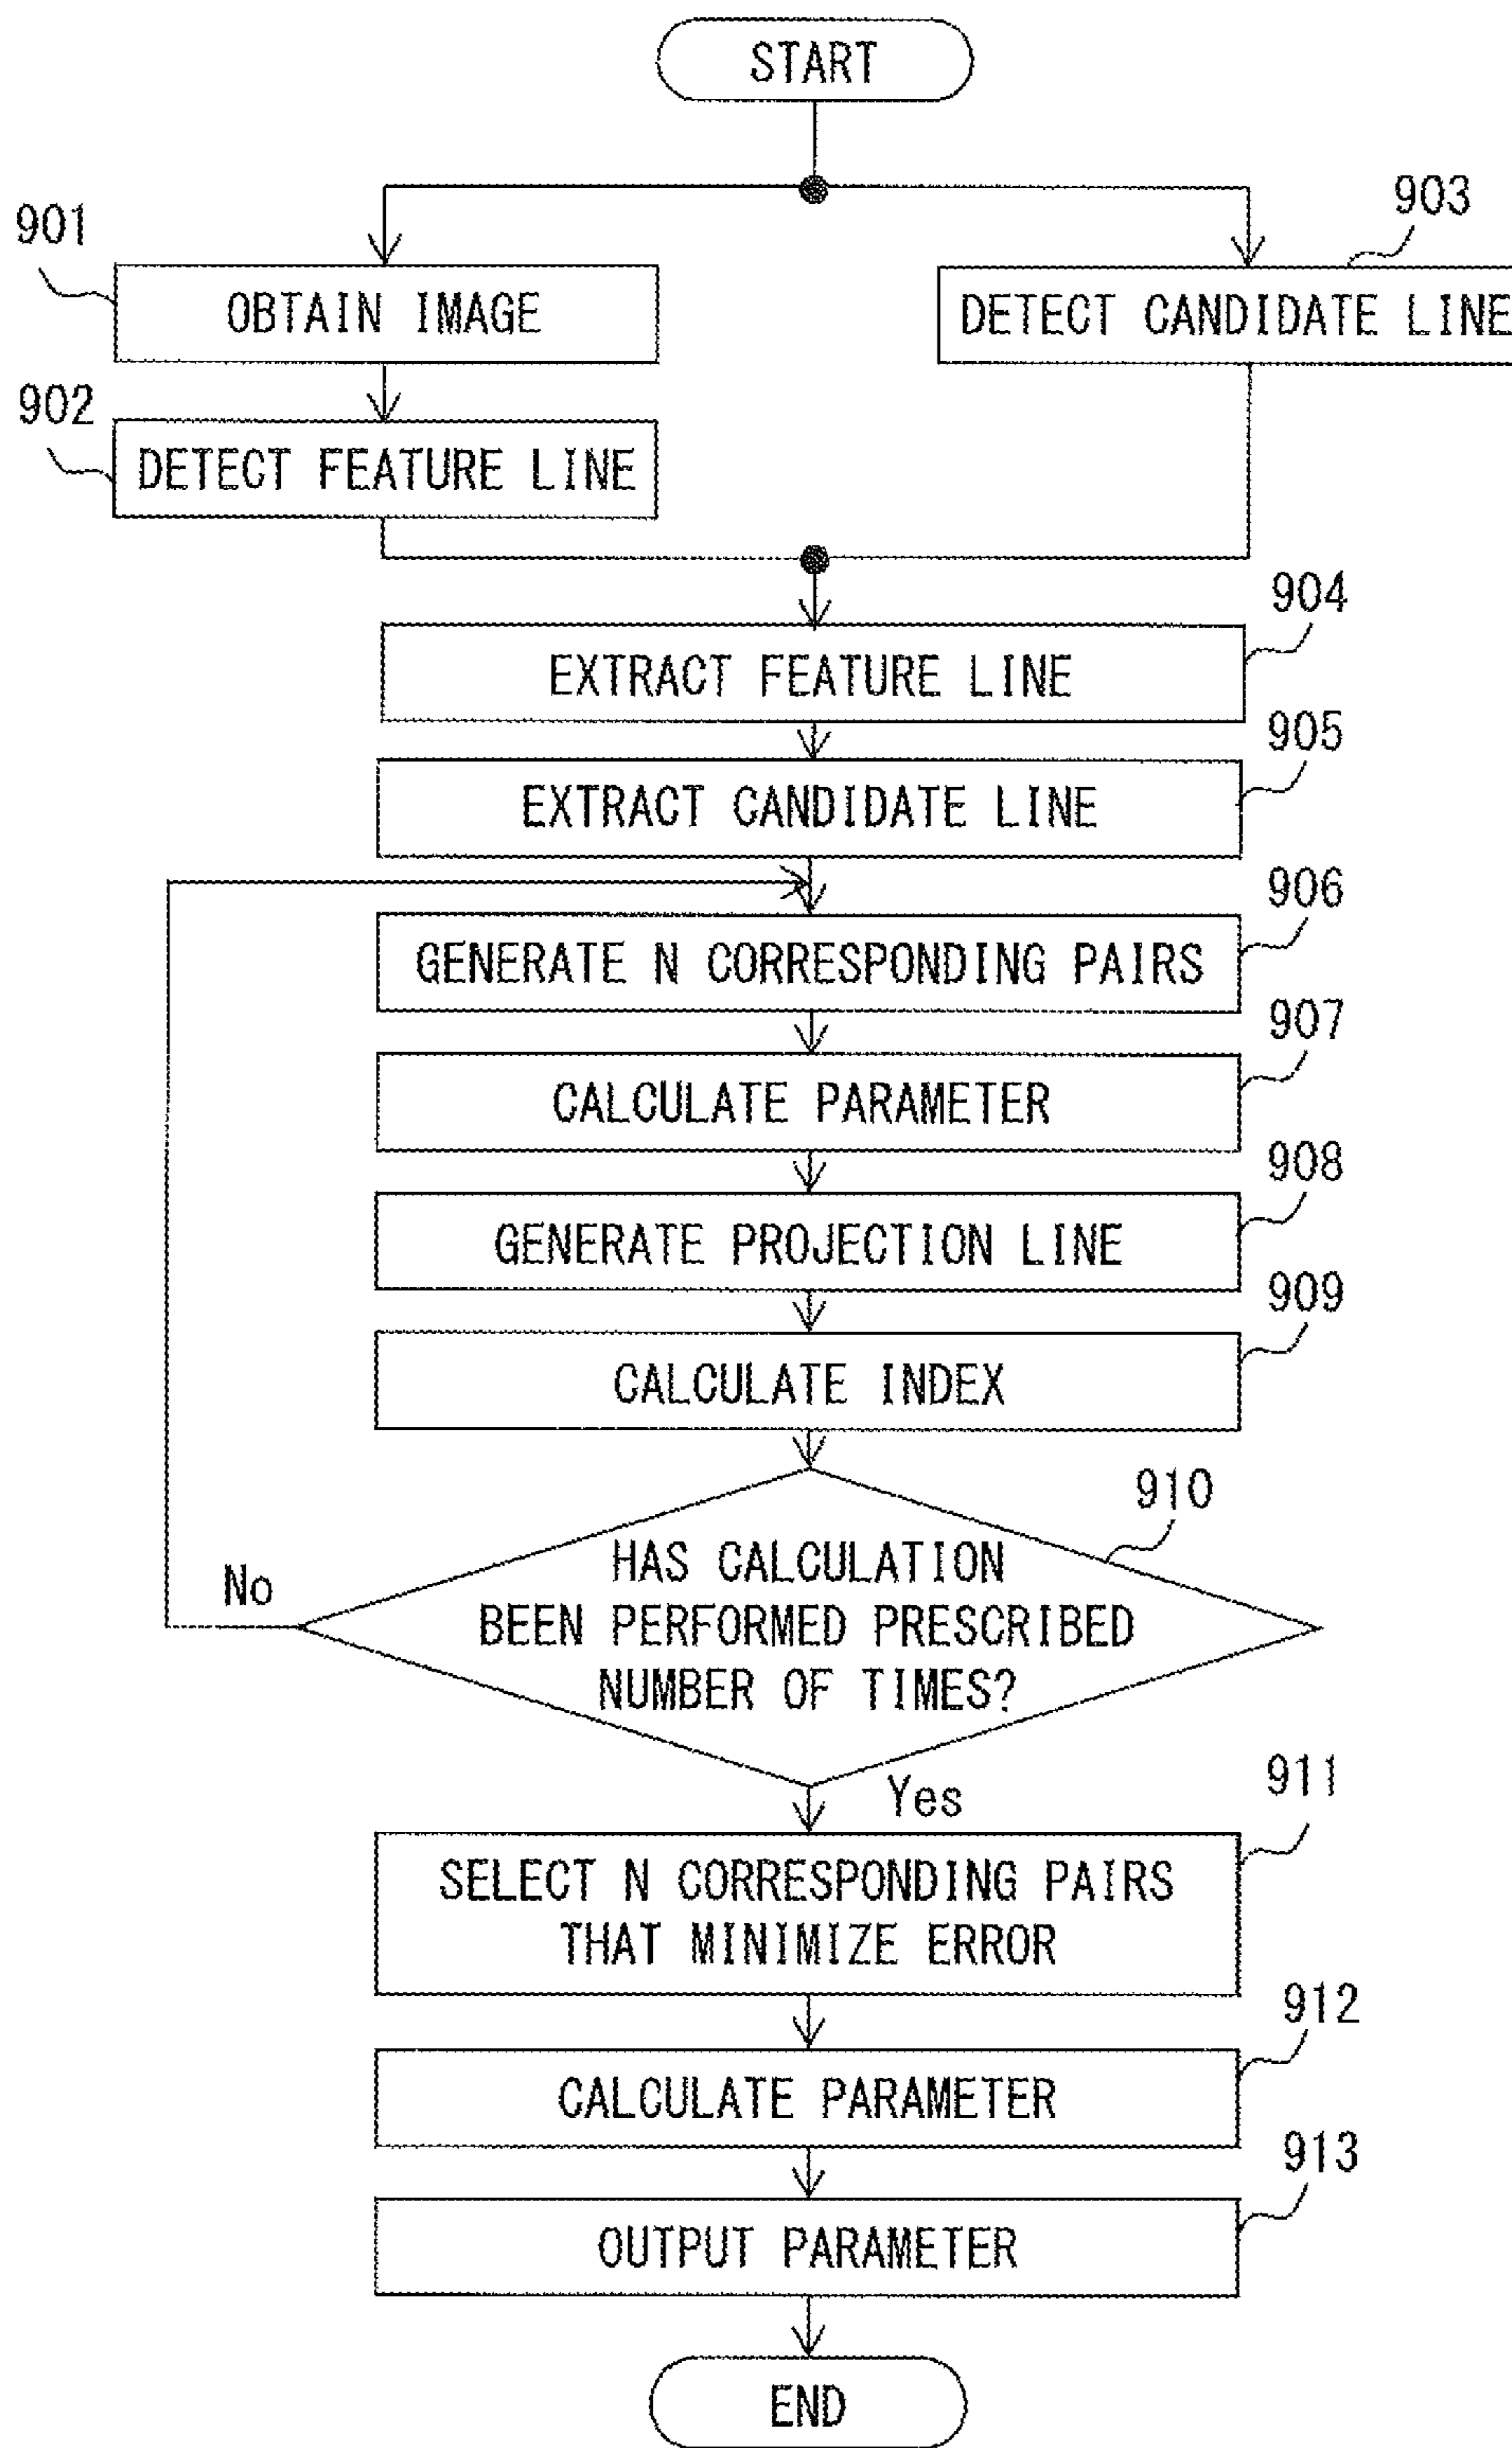 START
901
OBTAIN IMAGE
902
DETECT FEATURE LINE
903
DETECT CANDIDATE LINE
904
EXTRACT FEATURE LINE
905
EXTRACT CANDIDATE LINE
906
GENERATE N CORRESPONDING PAIRS
907
CALCULATE PARAMETER
908
GENERATE PROJECTION LINE
909
CALCULATE INDEX
910
HAS CALCULATION
BEEN PERFORMED PRESCRIBED
NUMBER OF TIMES?
No
Yes
911
SELECT N CORRESPONDING PAIRS
THAT MINIMIZE ERROR
912
CALCULATE PARAMETER
913
OUTPUT PARAMETER
END